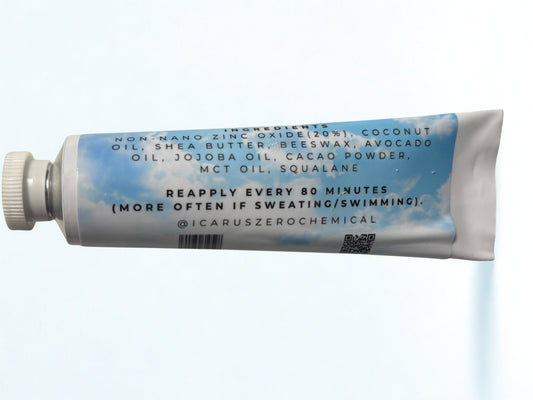 INGREDIENTS
NON-NANO ZINC OXIDE(20%), COCONUT
OIL, SHEA BUTTER, BEESWAX, AVOCADO
OIL, JOJOBA OIL, CACAO POWDER,
MCT OIL, SQUALANE
REAPPLY EVERY 80 MINUTES
(MORE OFTEN IF SWEATING/SWIMMING).
@ICARUSZEROCHEMICAL